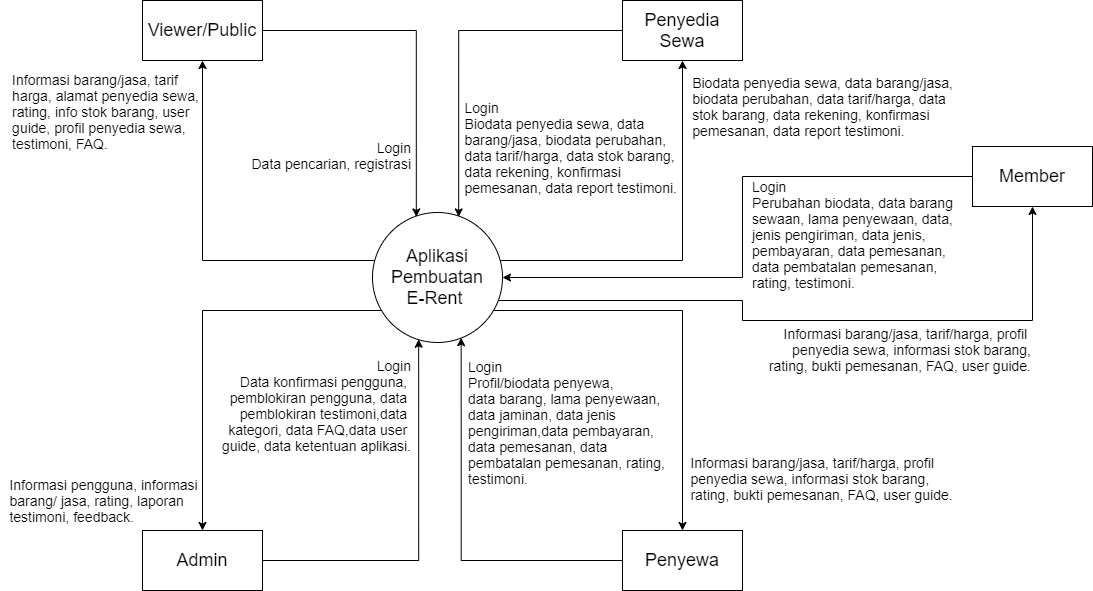 Viewer/Public
Penyedia
Sewa
Informasi barang/jasa, tarif
harga, alamat penyedia sewa,
rating, info stok barang, user
guide, profil penyedia sewa,
testimoni, FAQ.
Login
Data pencarian, registrasi
Login
Biodata penyedia sewa, data
barang/jasa, biodata perubahan,
data tarif/harga, data stok barang,
data rekening, konfirmasi
pemesanan, data report testimoni.
Biodata penyedia sewa, data barang/jasa,
biodata perubahan, data tarif/harga, data
stok barang, data rekening, konfirmasi
pemesanan, data report testimoni.
Member
Login
Perubahan biodata, data barang
sewaan, lama penyewaan, data,
jenis pengiriman, data jenis,
pembayaran, data pemesanan,
data pembatalan pemesanan,
rating, testimoni.
Aplikasi
Pembuatan
E-Rent
Informasi barang/jasa, tarif/harga, profil
penyedia sewa, informasi stok barang,
rating, bukti pemesanan, FAQ, user guide.
Login
Data konfirmasi pengguna,
pemblokiran pengguna, data
pemblokiran testimoni,data
kategori, data FAQ,data user
guide, data ketentuan aplikasi.
Login
Profil/biodata penyewa,
data barang, lama penyewaan,
data jaminan, data jenis
pengiriman,data pembayaran,
data pemesanan, data
pembatalan pemesanan, rating,
testimoni.
Informasi pengguna, informasi
barang/ jasa, rating, laporan
testimoni, feedback.
Informasi barang/jasa, tarif/harga, profil
penyedia sewa, informasi stok barang,
rating, bukti pemesanan, FAQ, user guide.
Admin
Penyewa